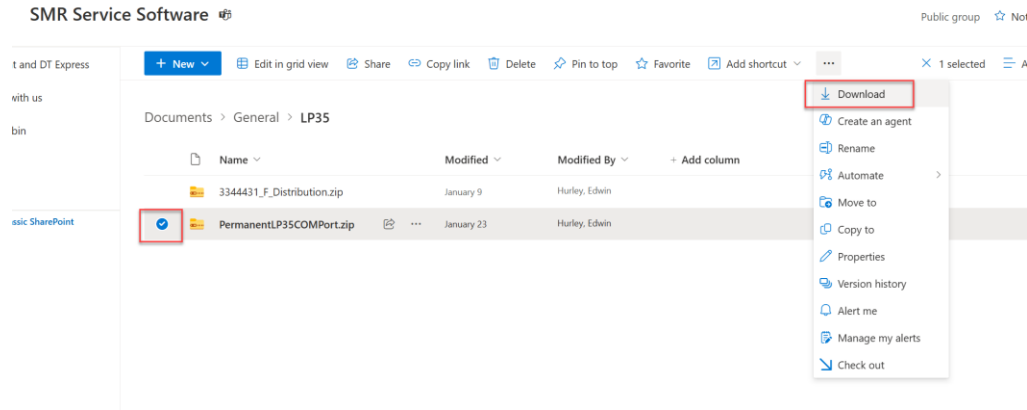 SMR Service Software
Public group Not
t and DT Express
with us
bin
ssic SharePoint
+ New Edit in grid view Share Copy link Delete Pin to top Favorite Add shortcut ... 1 selected A
Documents > General > LP35
Name Modified Modified By + Add column
3344431_F_Distribution.zip January 9 Hurley, Edwin
PermanentLP35COMPort.zip ... January 23 Hurley, Edwin
Download
Create an agent
Rename
Automate
Move to
Copy to
Properties
Version history
Alert me
Manage my alerts
Check out